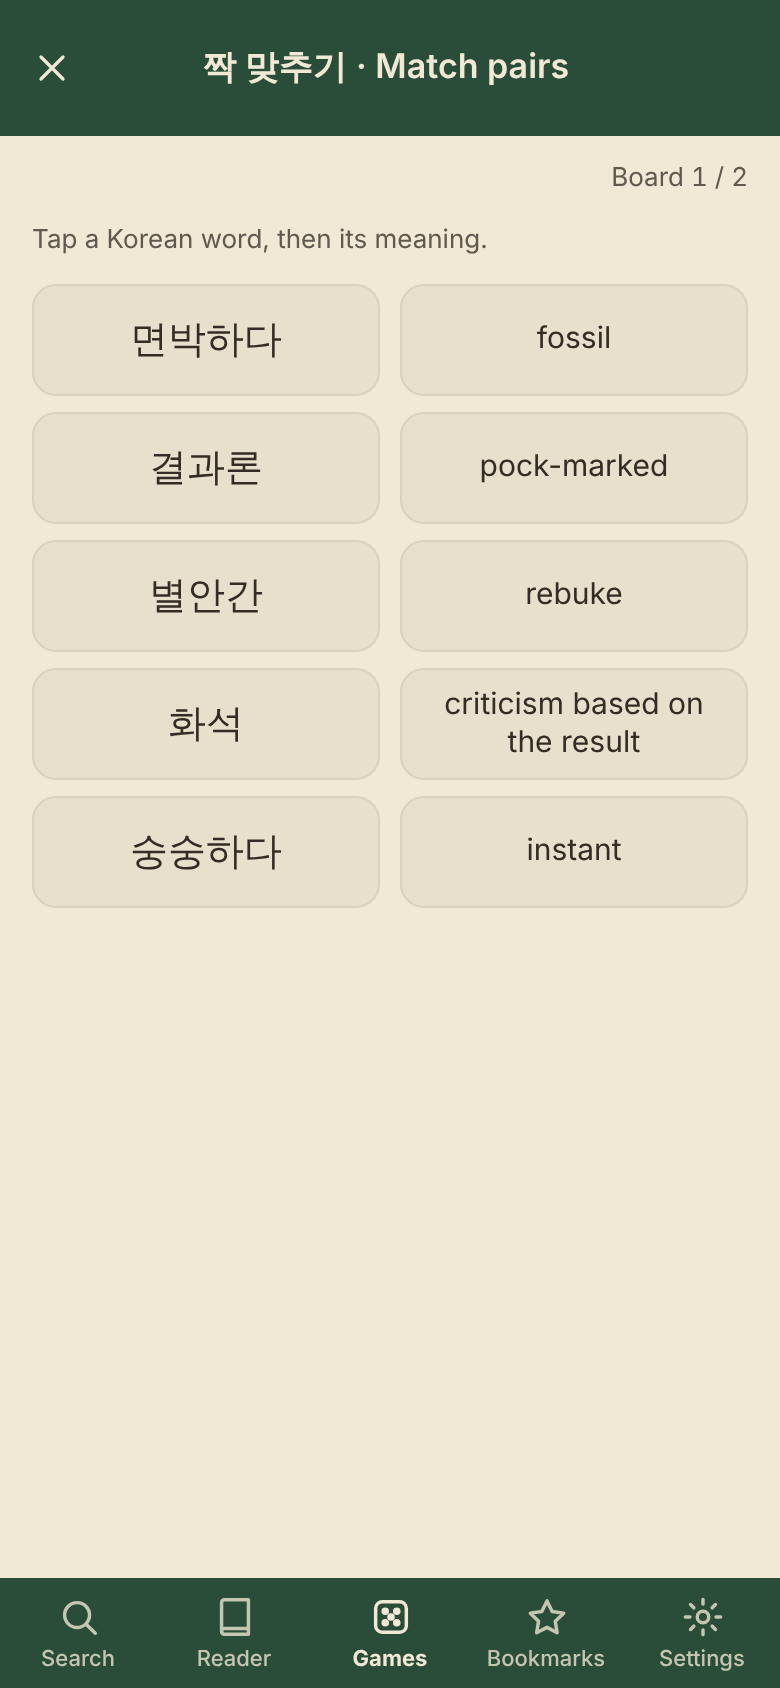 짝 맞추기 · Match pairs
Board 1 / 2
Tap a Korean word, then its meaning.
면박하다
fossil
결과론
pock-marked
별안간
rebuke
화석
criticism based on
the result
숭숭하다
instant
Search
Reader
Games
Bookmarks
Settings